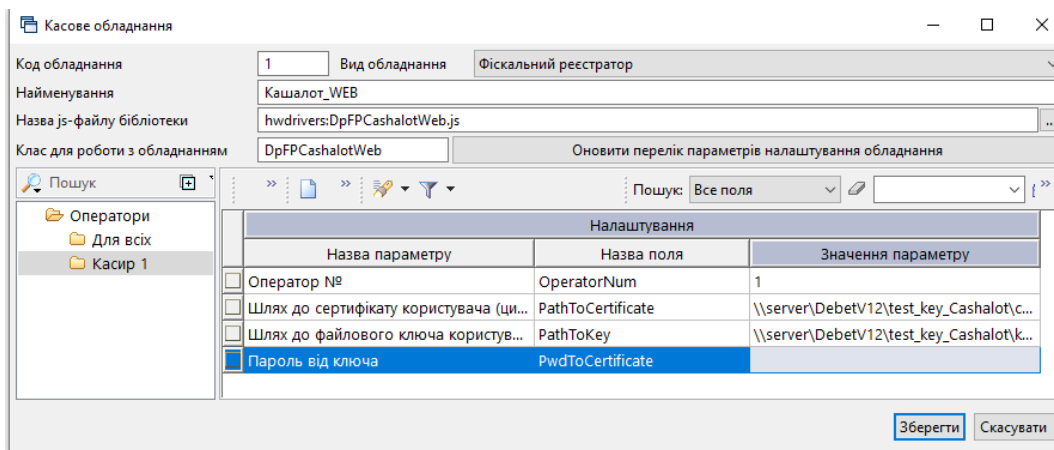 Касове обладнання
Код обладнання 1 Вид обладнання Фіскальний реєстратор
Найменування Кашалот_WEB
Назва js-файлу бібліотеки hwdrivers:DpFPCashalotWeb.js ...
Клас для роботи з обладнанням DpFPCashalotWeb Оновити перелік параметрів налаштування обладнання
Пошук Пошук: Все поля
Оператори
Для всіх
Касир 1
Налаштування
Назва параметру Назва поля Значення параметру
Оператор № OperatorNum 1
Шлях до сертифікату користувача (ци... PathToCertificate \\server\DebetV12\test_key_Cashalot\c...
Шлях до файлового ключа користув... PathToKey \\server\DebetV12\test_key_Cashalot\k...
Пароль від ключа PwdToCertificate
Зберегти Скасувати